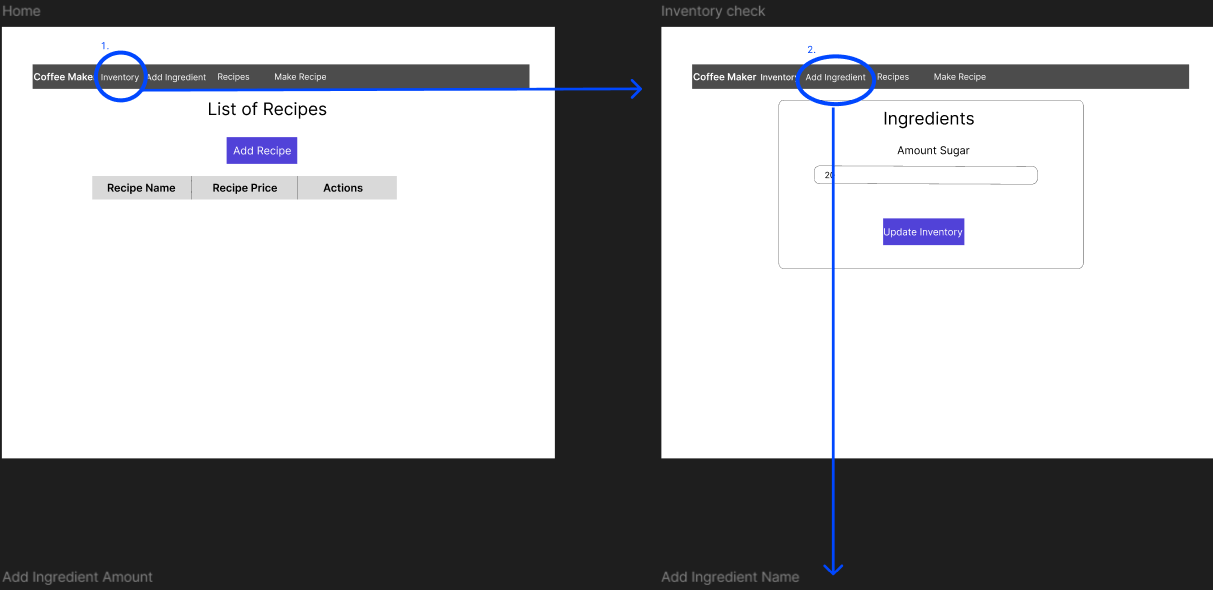 Home
Inventory check
1.
Coffee Make Inventory Add Ingredient Recipes Make Recipe
List of Recipes
Add Recipe
Recipe Name Recipe Price Actions
2.
Coffee Maker Inventory Add Ingredient Recipes Make Recipe
Ingredients
Amount Sugar
20
Update Inventory
Add Ingredient Amount
Add Ingredient Name